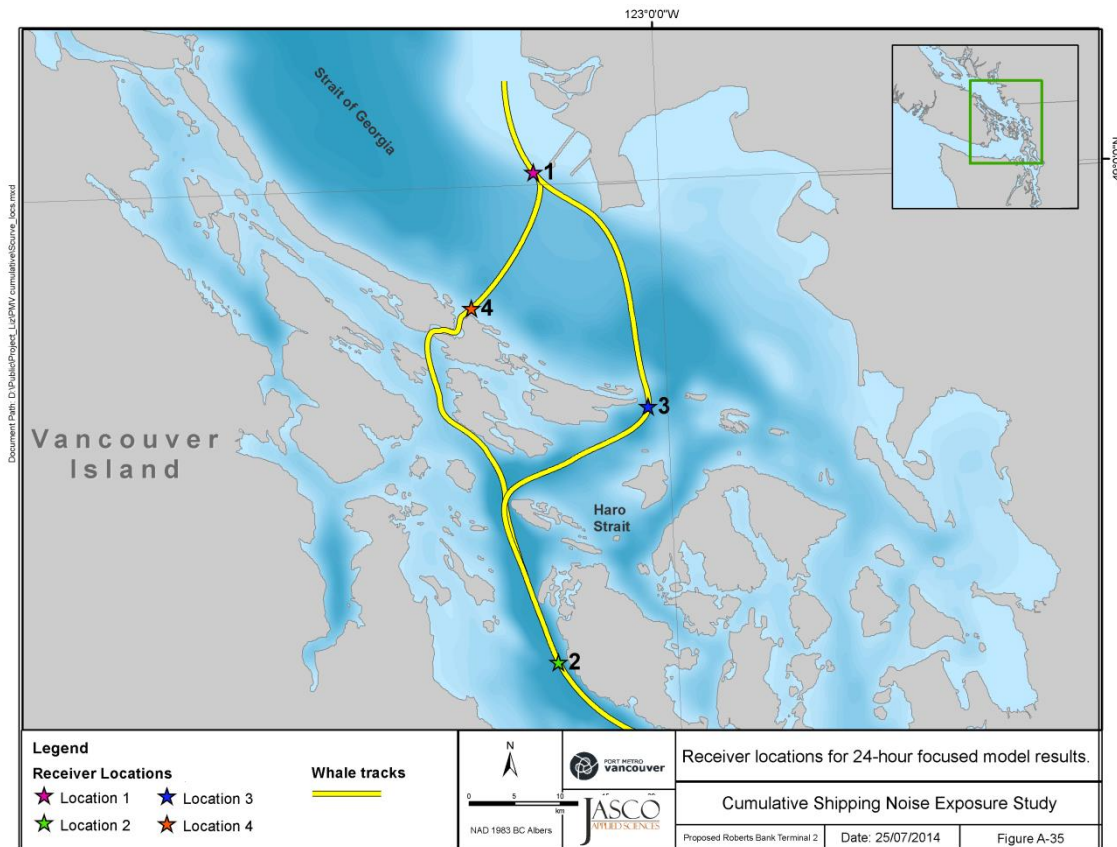 123°0'0"W
Strait of Georgia
1
49°0'0"N
4
3
Vancouver
Island
Haro
Strait
2
Document Path: D:\Public\Project_Liz\PMV cumulative\Scurve_locs.mxd
Legend
Receiver Locations
Location 1
Location 3
Location 2
Location 4
Whale tracks
N
0 5 10
km
NAD 1983 BC Albers
PORT METRO
vancouver
JASCO
APPLIED SCIENCES
Receiver locations for 24-hour focused model results.
Cumulative Shipping Noise Exposure Study
Proposed Roberts Bank Terminal 2
Date: 25/07/2014
Figure A-35